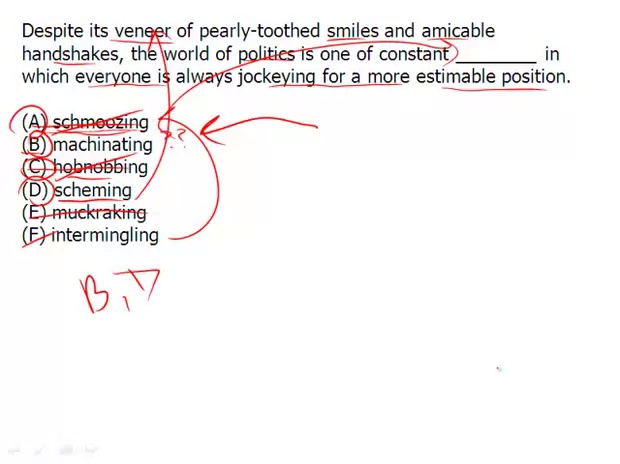 Despite its veneer of pearly-toothed smiles and amicable
handshakes, the world of politics is one of constant _________ in
which everyone is always jockeying for a more estimable position.
(A) schmoozing
(B) machinating
(C) hobnobbing
(D) scheming
(E) muckraking
(F) intermingling
??
B, D